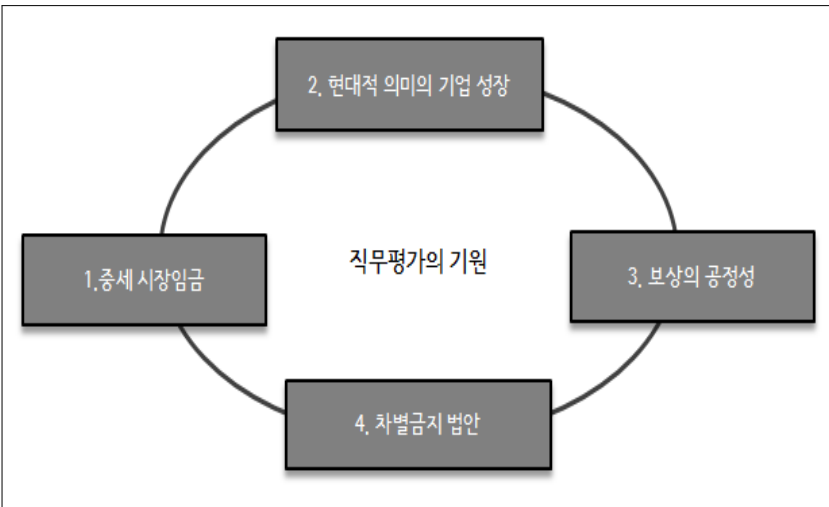 2. 현대적 의미의 기업 성장
직무평가의 기원
1.중세 시장임금
3. 보상의 공정성
4. 차별금지 법안